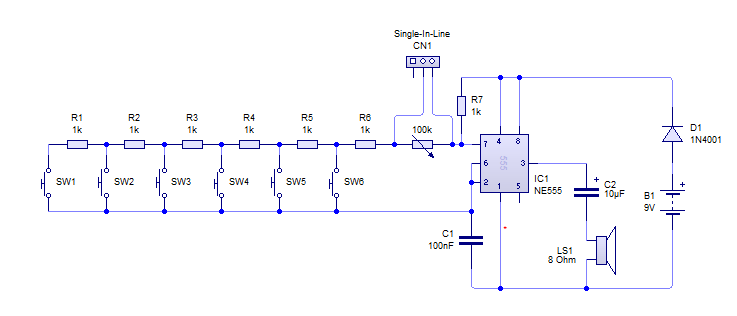 Single-In-Line
CN1
R1
1k
R2
1k
R3
1k
R4
1k
R5
1k
R6
1k
100k
R7
1k
D1
1N4001
7
4
8
6
555
3
2
1
5
IC1
NE555
SW1
SW2
SW3
SW4
SW5
SW6
C2
10µF
+
B1
9V
+
C1
100nF
LS1
8 Ohm
*